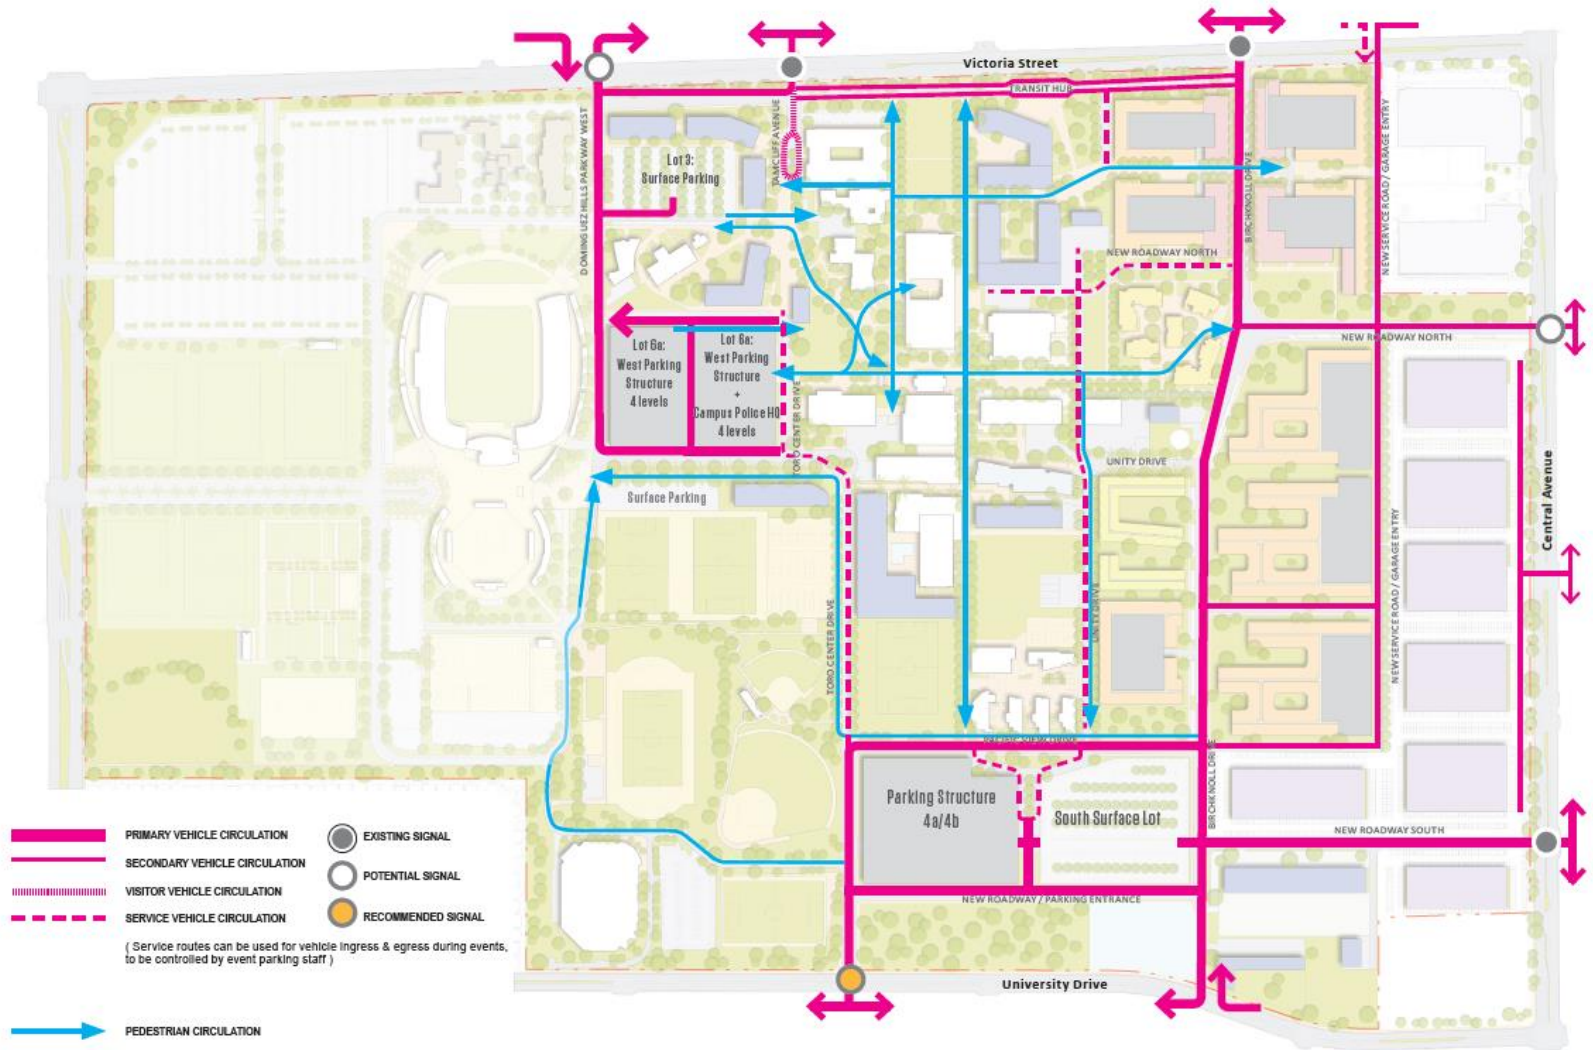 Victoria Street
TRANSIT HUB
DOMINGUEZ HILLS PARKWAY WEST
TAMCLIFF AVENUE
Lot 3:
Surface Parking
BIRCHKNOLL DRIVE
NEW SERVICE ROAD / GARAGE ENTRY
NEW ROADWAY NORTH
NEW ROADWAY NORTH
Lot 6a:
West Parking
Structure
4 levels
Lot 6a:
West Parking
Structure
+
Campus Police HQ
4 levels
TORO CENTER DRIVE
UNITY DRIVE
Surface Parking
Central Avenue
NEW SERVICE ROAD / GARAGE ENTRY
TORO CENTER DRIVE
UNITY DRIVE
PACIFIC VIEW DRIVE
BIRCHKNOLL DRIVE
Parking Structure
4a/4b
South Surface Lot
NEW ROADWAY SOUTH
NEW ROADWAY / PARKING ENTRANCE
University Drive
PRIMARY VEHICLE CIRCULATION
SECONDARY VEHICLE CIRCULATION
VISITOR VEHICLE CIRCULATION
SERVICE VEHICLE CIRCULATION
( Service routes can be used for vehicle ingress & egress during events,
to be controlled by event parking staff )
PEDESTRIAN CIRCULATION
EXISTING SIGNAL
POTENTIAL SIGNAL
RECOMMENDED SIGNAL